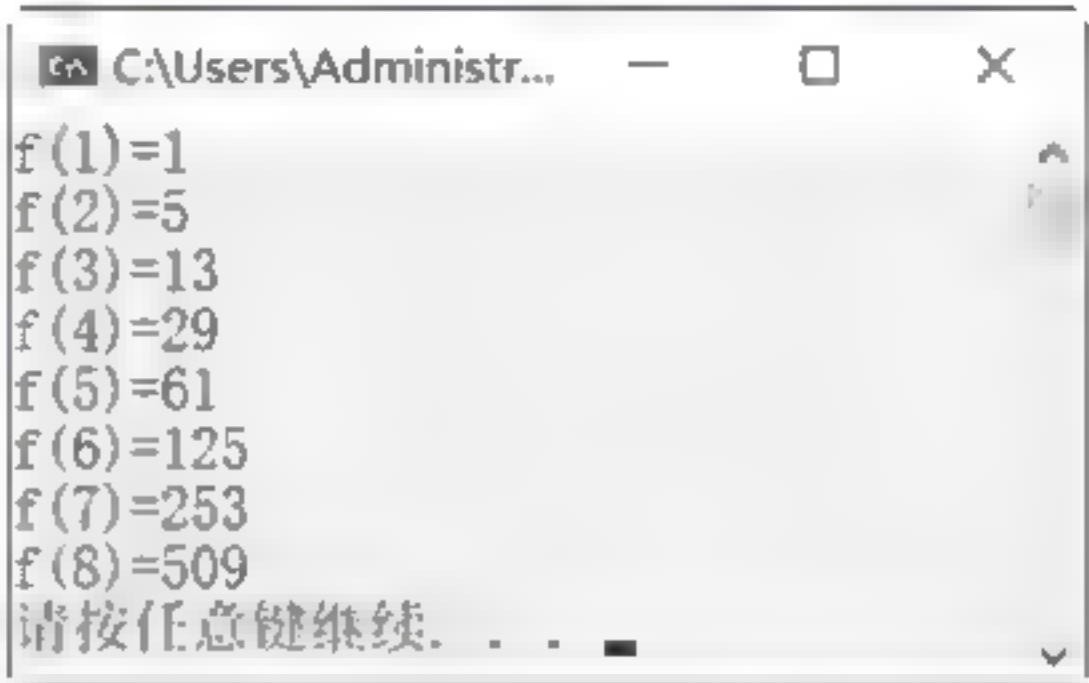 C:\Users\Administr...
f(1)=1
f(2)=5
f(3)=13
f(4)=29
f(5)=61
f(6)=125
f(7)=253
f(8)=509
请按任意键继续. . .